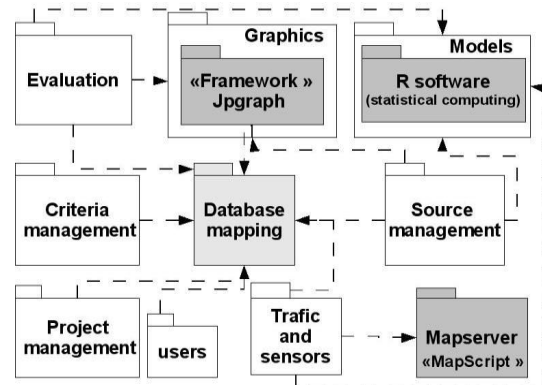 Graphics
Models
Evaluation
«Framework »
Jpgraph
R software
(statistical computing)
Criteria
management
Database
mapping
Source
management
Project
management
users
Trafic
and
sensors
Mapserver
«MapScript »